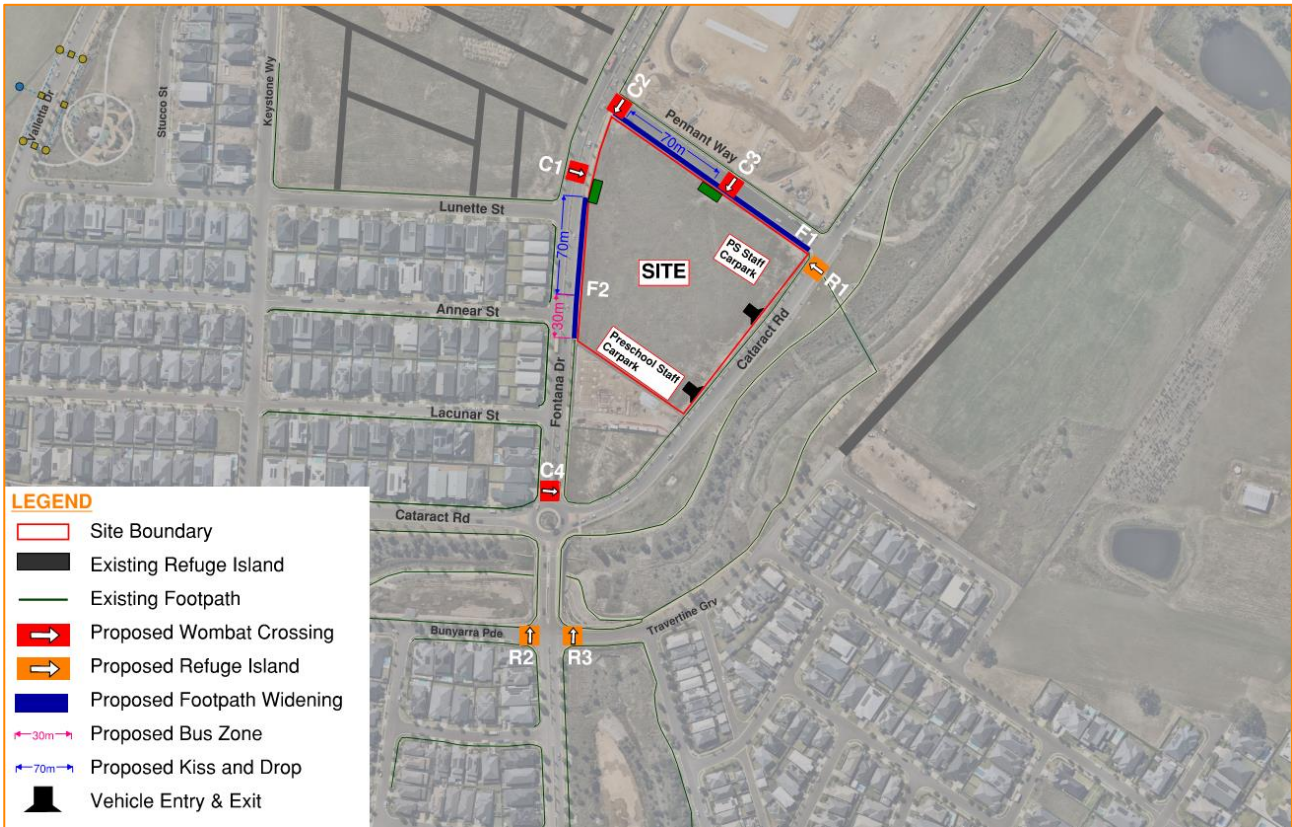 Valletta Dr
Stucco St
Keystone Wy
C2
Pennant Way
70m
C3
C1
Lunette St
70m
F1
PS Staff
Carpark
SITE
R1
F2
Annear St
30m
Cataract Rd
Preschool Staff
Carpark
Fontana Dr
Lacunar St
C4
Cataract Rd
Travertine Grv
Bunyarra Pde
R2
R3
LEGEND
Site Boundary
Existing Refuge Island
Existing Footpath
Proposed Wombat Crossing
Proposed Refuge Island
Proposed Footpath Widening
30m Proposed Bus Zone
70m Proposed Kiss and Drop
Vehicle Entry & Exit